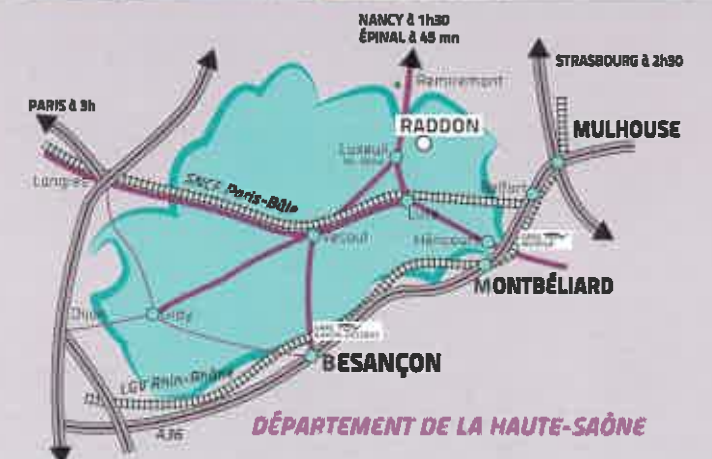 NANCY à 1h30
ÉPINAL à 45 mn
STRASBOURG à 2h30
PARIS à 3h
Remiremont
RADDON
MULHOUSE
Luxeuil
Langres
SNCF Paris-Bâle
Belfort
Lure
Vesoul
Héricourt
MONTBÉLIARD
Dijon
Gray
BESANÇON
LGV Rhin-Rhône
A36
DÉPARTEMENT DE LA HAUTE-SAÔNE